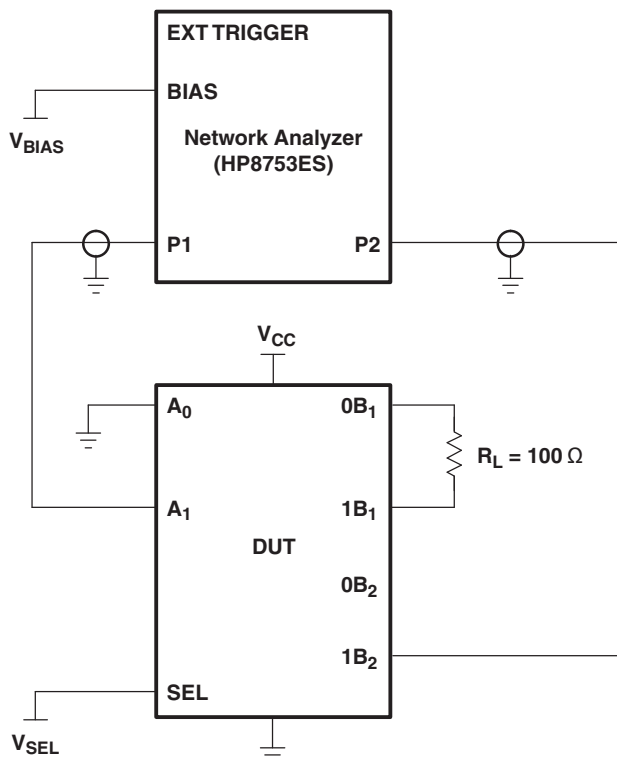 EXT TRIGGER
BIAS
V_BIAS
Network Analyzer
(HP8753ES)
P1
P2
V_CC
A_0
0B_1
R_L = 100 Ω
A_1
1B_1
DUT
0B_2
1B_2
SEL
V_SEL